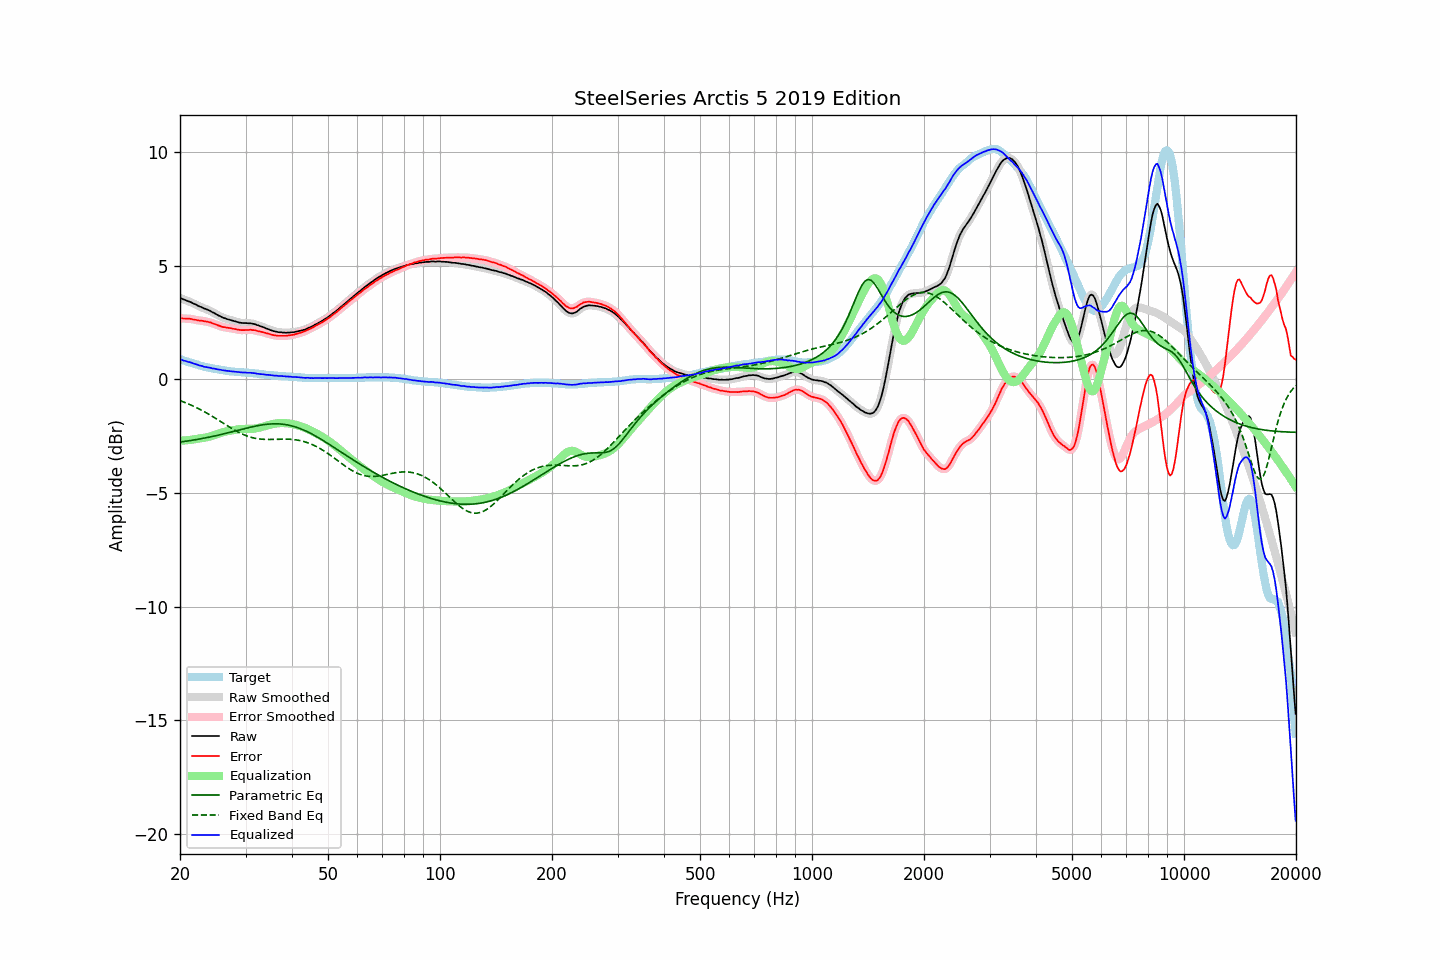 SteelSeries Arctis 5 2019 Edition
Amplitude (dBr)
10
5
0
−5
−10
−15
−20
Target
Raw Smoothed
Error Smoothed
Raw
Error
Equalization
Parametric Eq
Fixed Band Eq
Equalized
20 50 100 200 500 1000 2000 5000 10000 20000
Frequency (Hz)